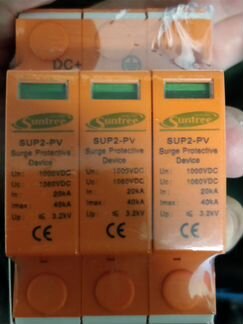 DC+
Suntree Suntree Suntree
SUP2-PV SUP2-PV SUP2-PV
Surge Protective Surge Protective Surge Protective
Device Device Device
Un: 1000VDC Un: 1000VDC Un: 1000VDC
Uc: 1060VDC Uc: 1060VDC Uc: 1060VDC
In : 20kA In : 20kA In : 20kA
Imax: 40kA Imax: 40kA Imax: 40kA
Up : ≤ 3.2kV Up : ≤ 3.2kV Up : ≤ 3.2kV
CE CE CE